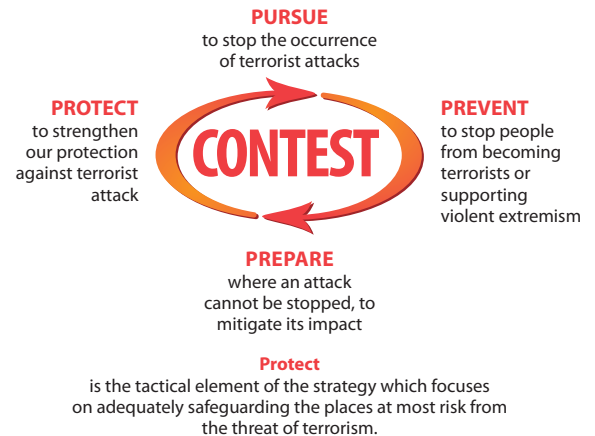 PURSUE
to stop the occurrence
of terrorist attacks
PROTECT
to strengthen
our protection
against terrorist
attack
CONTEST
PREVENT
to stop people
from becoming
terrorists or
supporting
violent extremism
PREPARE
where an attack
cannot be stopped, to
mitigate its impact
Protect
is the tactical element of the strategy which focuses
on adequately safeguarding the places at most risk from
the threat of terrorism.